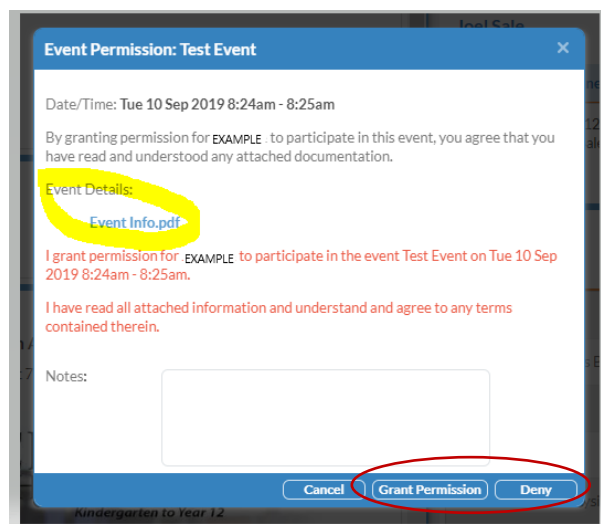 Joel Sale
Event Permission: Test Event ×
Date/Time: Tue 10 Sep 2019 8:24am - 8:25am
By granting permission for EXAMPLE to participate in this event, you agree that you
have read and understood any attached documentation.
Event Details:
Event Info.pdf
I grant permission for EXAMPLE to participate in the event Test Event on Tue 10 Sep
2019 8:24am - 8:25am.
I have read all attached information and understand and agree to any terms
contained therein.
Notes:
Cancel Grant Permission Deny
Kindergarten to Year 12